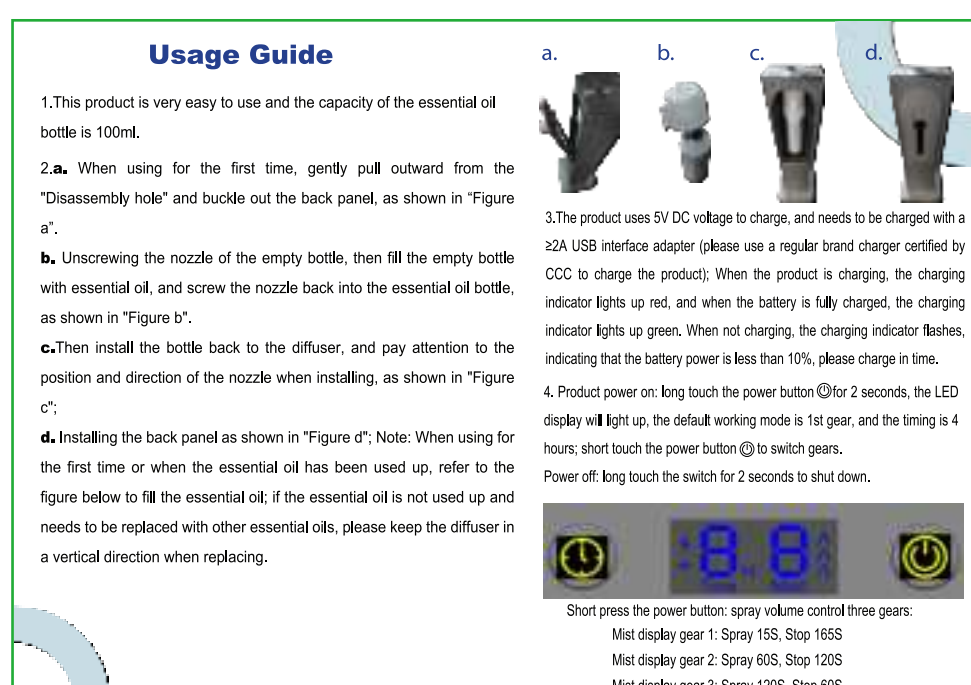 Usage Guide
1.This product is very easy to use and the capacity of the essential oil
bottle is 100ml.
2.a. When using for the first time, gently pull outward from the
"Disassembly hole" and buckle out the back panel, as shown in “Figure
a”.
b. Unscrewing the nozzle of the empty bottle, then fill the empty bottle
with essential oil, and screw the nozzle back into the essential oil bottle,
as shown in "Figure b".
c.Then install the bottle back to the diffuser, and pay attention to the
position and direction of the nozzle when installing, as shown in "Figure
c";
d. Installing the back panel as shown in "Figure d"; Note: When using for
the first time or when the essential oil has been used up, refer to the
figure below to fill the essential oil; if the essential oil is not used up and
needs to be replaced with other essential oils, please keep the diffuser in
a vertical direction when replacing.
a. b. c. d.
3.The product uses 5V DC voltage to charge, and needs to be charged with a
≥2A USB interface adapter (please use a regular brand charger certified by
CCC to charge the product); When the product is charging, the charging
indicator lights up red, and when the battery is fully charged, the charging
indicator lights up green. When not charging, the charging indicator flashes,
indicating that the battery power is less than 10%, please charge in time.
4. Product power on: long touch the power button for 2 seconds, the LED
display will light up, the default working mode is 1st gear, and the timing is 4
hours; short touch the power button to switch gears.
Power off: long touch the switch for 2 seconds to shut down.
8 8
Short press the power button: spray volume control three gears:
Mist display gear 1: Spray 15S, Stop 165S
Mist display gear 2: Spray 60S, Stop 120S
Mist display gear 3: Spray 120S, Stop 60S